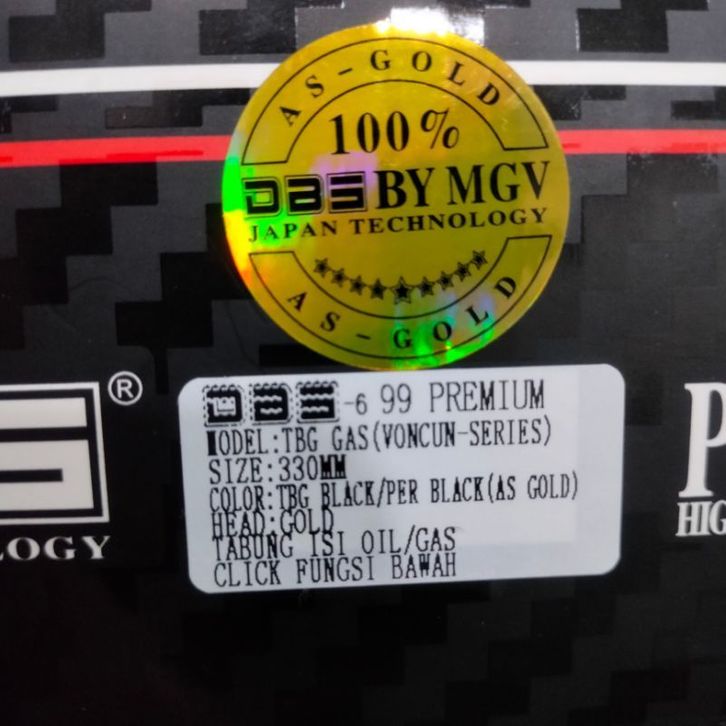 AS-GOLD
100%
DBS BY MGV
JAPAN TECHNOLOGY
AS-GOLD
®
LOGY
P
HIG
DBS-6 99 PREMIUM
MODEL:TBG GAS(VONCUN-SERIES)
SIZE:330MM
COLOR:TBG BLACK/PER BLACK(AS GOLD)
HEAD:GOLD
TABUNG ISI OIL/GAS
CLICK FUNGSI BAWAH